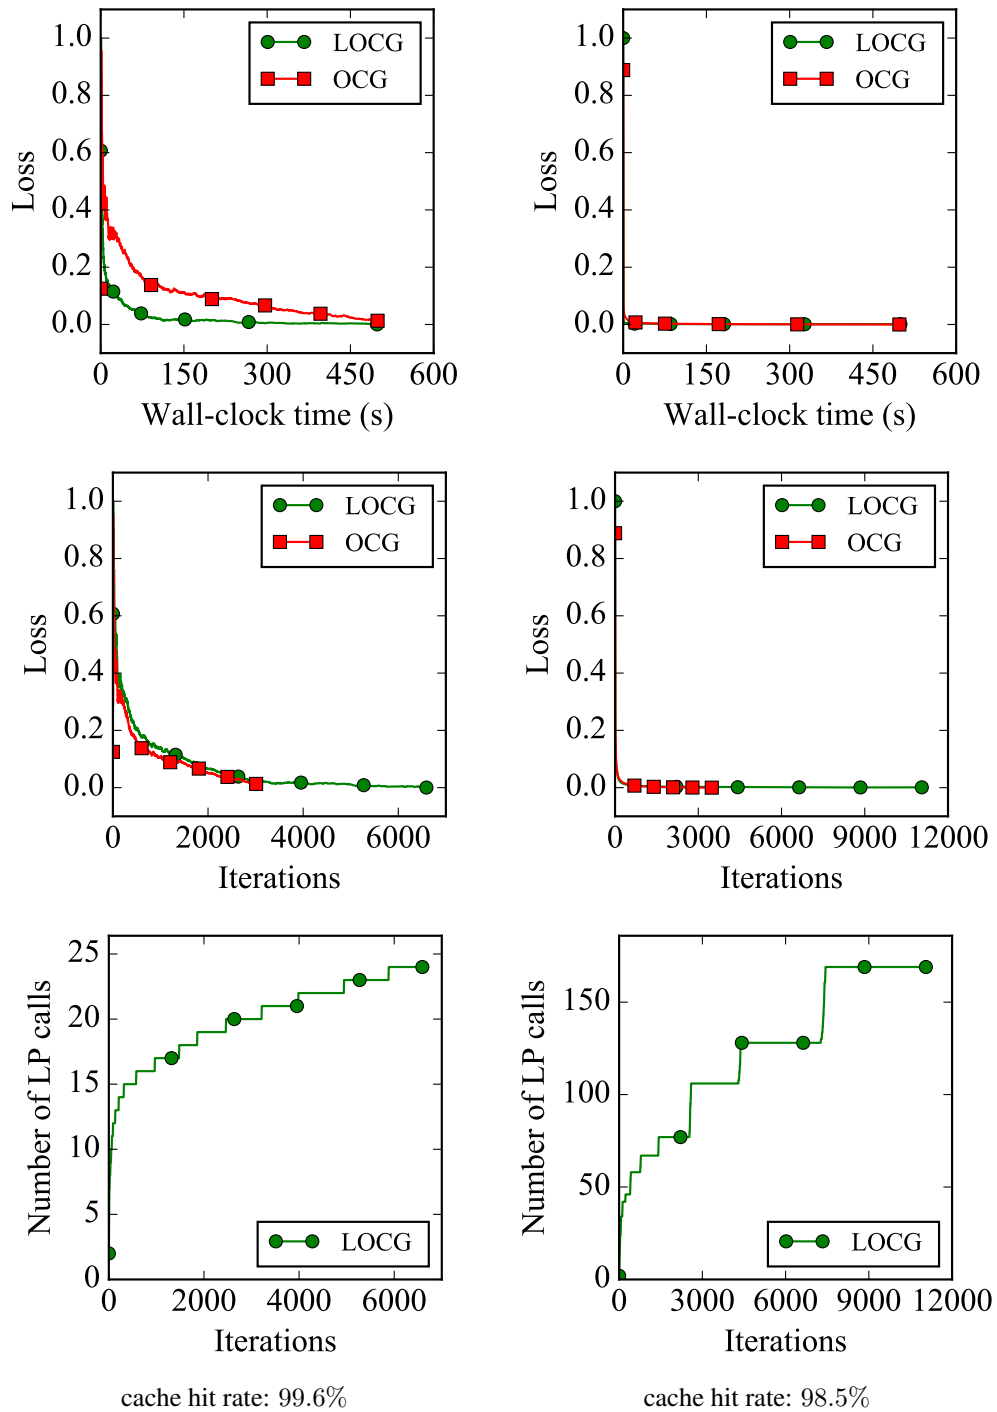 1.0
0.8
0.6
0.4
0.2
0.0
Loss
LOCG
OCG
0 150 300 450 600
Wall-clock time (s)
1.0
0.8
0.6
0.4
0.2
0.0
Loss
LOCG
OCG
0 150 300 450 600
Wall-clock time (s)
1.0
0.8
0.6
0.4
0.2
0.0
Loss
LOCG
OCG
0 2000 4000 6000
Iterations
1.0
0.8
0.6
0.4
0.2
0.0
Loss
LOCG
OCG
0 3000 6000 9000 12000
Iterations
25
20
15
10
5
0
Number of LP calls
LOCG
0 2000 4000 6000
Iterations
cache hit rate: 99.6%
150
100
50
0
Number of LP calls
LOCG
0 3000 6000 9000 12000
Iterations
cache hit rate: 98.5%